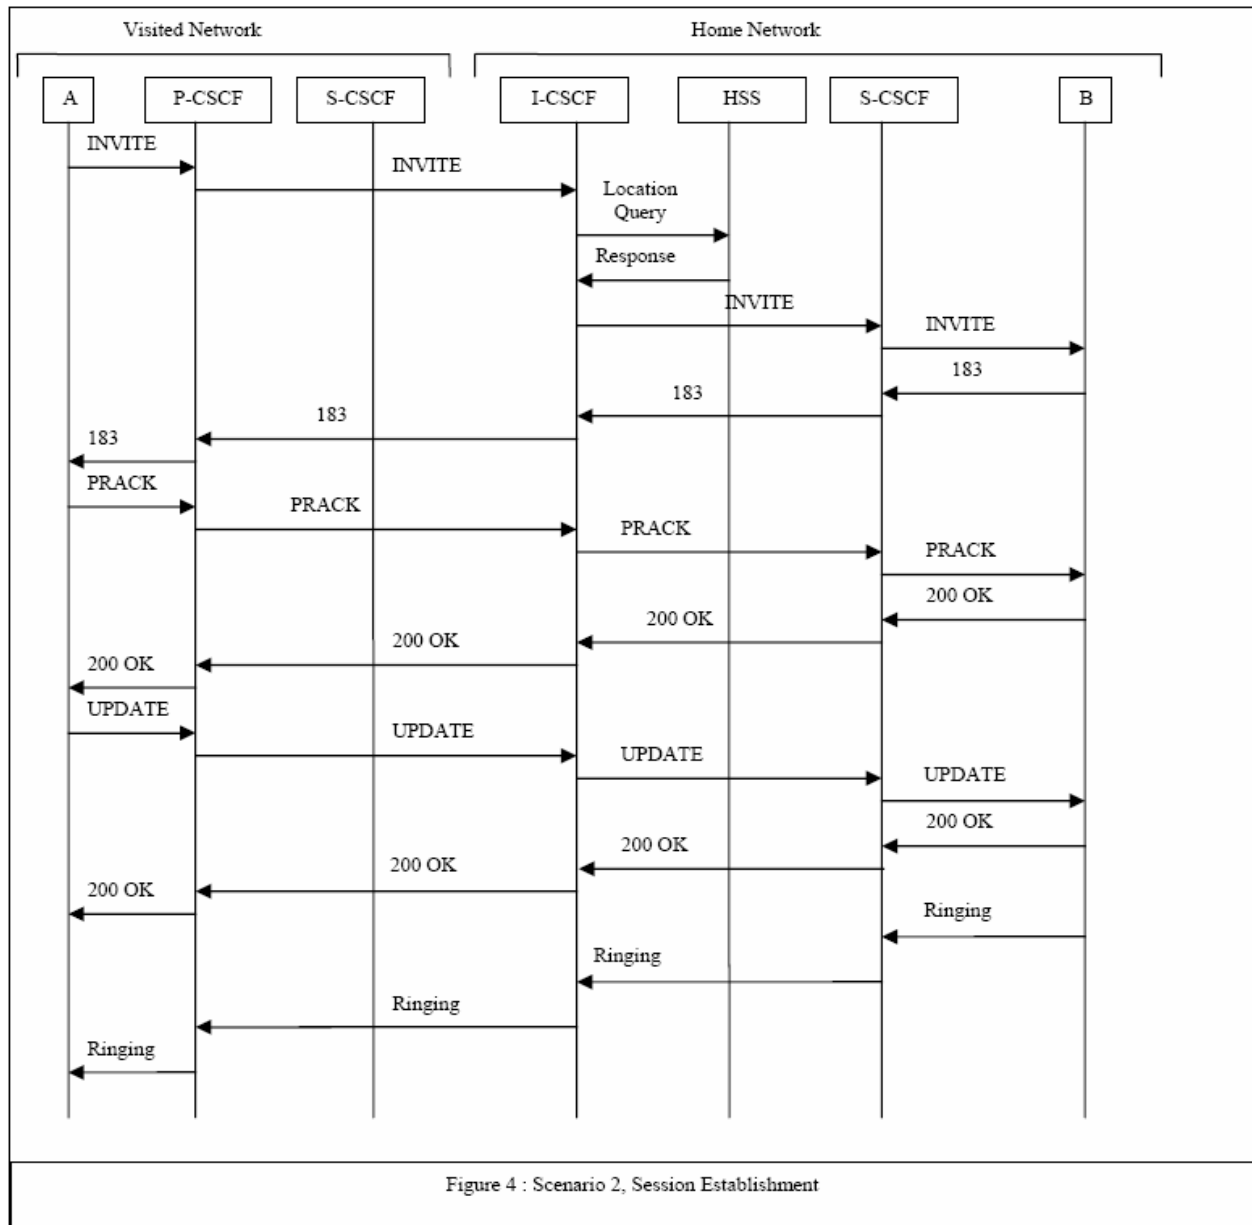 Visited Network
Home Network
A
P-CSCF
S-CSCF
I-CSCF
HSS
S-CSCF
B
INVITE
INVITE
Location
Query
Response
INVITE
INVITE
183
183
183
183
PRACK
PRACK
PRACK
PRACK
200 OK
200 OK
200 OK
200 OK
UPDATE
UPDATE
UPDATE
UPDATE
200 OK
200 OK
200 OK
200 OK
Ringing
Ringing
Ringing
Ringing
Figure 4 : Scenario 2, Session Establishment